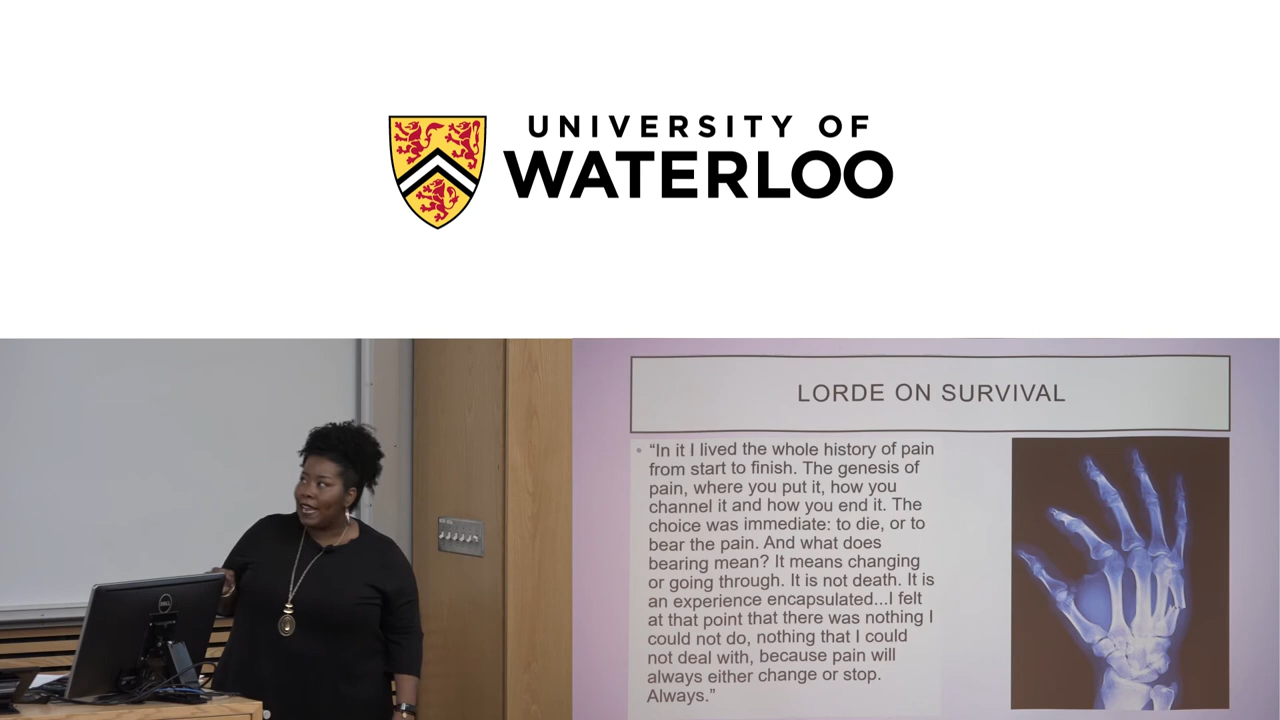 UNIVERSITY OF
WATERLOO
LORDE ON SURVIVAL
• “In it I lived the whole history of pain
from start to finish. The genesis of
pain, where you put it, how you
channel it and how you end it. The
choice was immediate: to die, or to
bear the pain. And what does
bearing mean? It means changing
or going through. It is not death. It is
an experience encapsulated...I felt
at that point that there was nothing I
could not do, nothing that I could
not deal with, because pain will
always either change or stop.
Always.”
DELL